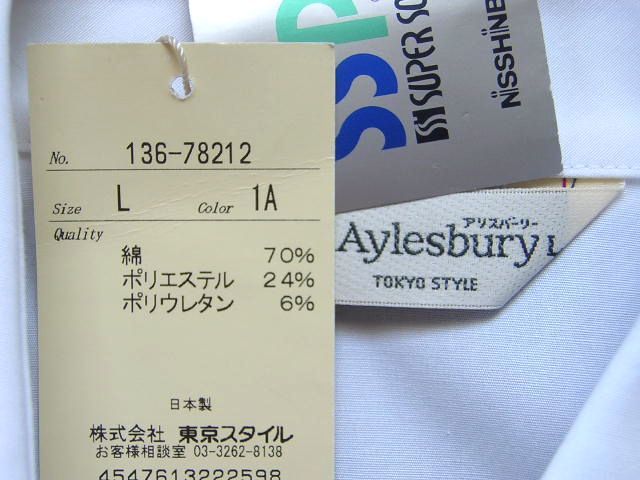 No. 136-78212
Size L Color 1A
Quality
綿 70%
ポリエステル 24%
ポリウレタン 6%
日本製
株式会社 東京スタイル
お客様相談室 03-3262-8138
4547613222598
SSP
SUPER SO
NISSHINB
アリスバーリー
Aylesbury L
TOKYO STYLE